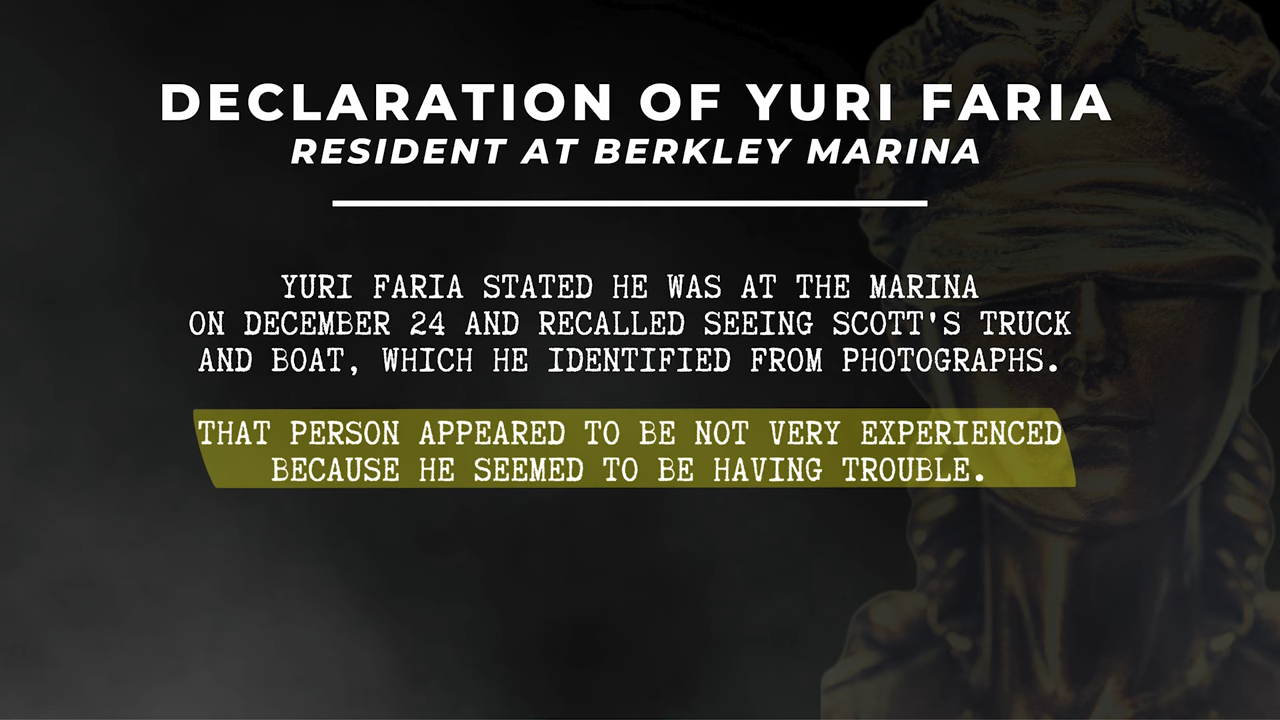 DECLARATION OF YURI FARIA
RESIDENT AT BERKLEY MARINA
YURI FARIA STATED HE WAS AT THE MARINA
ON DECEMBER 24 AND RECALLED SEEING SCOTT'S TRUCK
AND BOAT, WHICH HE IDENTIFIED FROM PHOTOGRAPHS.
THAT PERSON APPEARED TO BE NOT VERY EXPERIENCED
BECAUSE HE SEEMED TO BE HAVING TROUBLE.